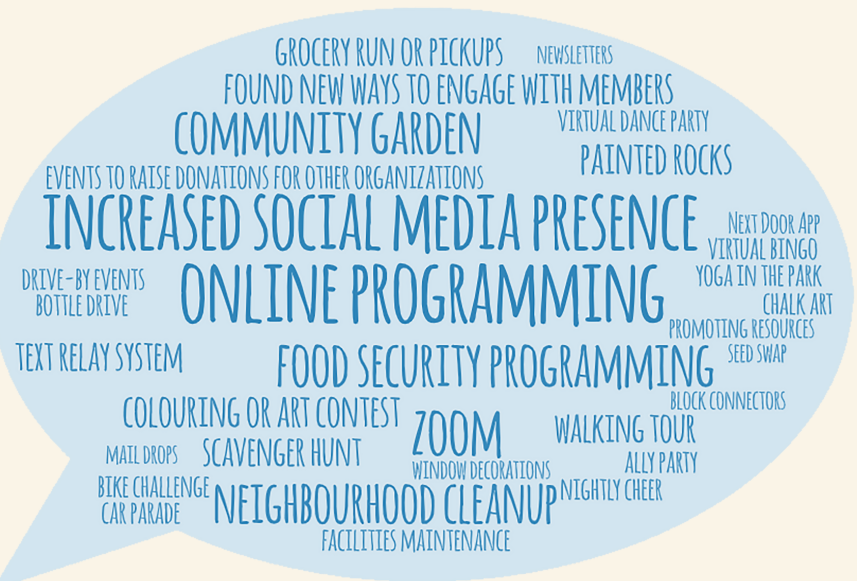 GROCERY RUN OR PICKUPS
NEWSLETTERS
FOUND NEW WAYS TO ENGAGE WITH MEMBERS
COMMUNITY GARDEN
VIRTUAL DANCE PARTY
PAINTED ROCKS
EVENTS TO RAISE DONATIONS FOR OTHER ORGANIZATIONS
INCREASED SOCIAL MEDIA PRESENCE
NEXT DOOR APP
VIRTUAL BINGO
YOGA IN THE PARK
DRIVE-BY EVENTS
BOTTLE DRIVE
ONLINE PROGRAMMING
CHALK ART
PROMOTING RESOURCES
TEXT RELAY SYSTEM
FOOD SECURITY PROGRAMMING
SEED SWAP
BLOCK CONNECTORS
COLOURING OR ART CONTEST
ZOOM
WALKING TOUR
MAIL DROPS
SCAVENGER HUNT
WINDOW DECORATIONS
ALLY PARTY
BIKE CHALLENGE
CAR PARADE
NEIGHBOURHOOD CLEANUP
NIGHTLY CHEER
FACILITIES MAINTENANCE